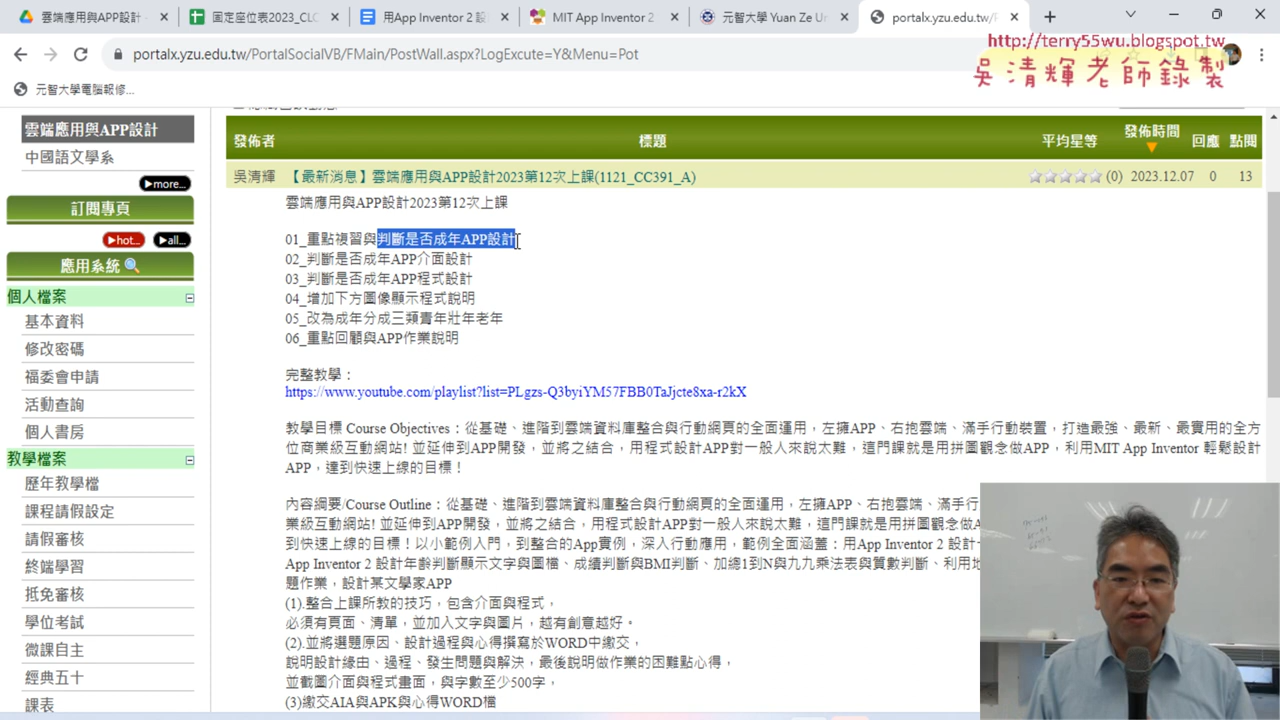 雲端應用與APP設計 -
固定座位表2023_CLC
用App Inventor 2 設
MIT App Inventor 2
元智大學 Yuan Ze Un
portalx.yzu.edu.tw/P
portalx.yzu.edu.tw/PortalSocialVB/FMain/PostWall.aspx?LogExcute=Y&Menu=Pot
http://terry55wu.blogspot.tw
吳清輝老師錄製
元智大學電腦報修...
雲端應用與APP設計
中國語文學系
▶more...
訂閱專頁
▶hot...
▶all...
應用系統
個人檔案
基本資料
修改密碼
福委會申請
活動查詢
個人書房
教學檔案
歷年教學檔
課程請假設定
請假審核
終端學習
抵免審核
學位考試
微課自主
經典五十
課表
發佈者 標題 平均星等 發佈時間 回應 點閱
吳清輝 【最新消息】雲端應用與APP設計2023第12次上課(1121_CC391_A) (0) 2023.12.07 0 13
雲端應用與APP設計2023第12次上課
01_重點複習與判斷是否成年APP設計
02_判斷是否成年APP介面設計
03_判斷是否成年APP程式設計
04_增加下方圖像顯示程式說明
05_改為成年分成三類青年壯年老年
06_重點回顧與APP作業說明
完整教學：
https://www.youtube.com/playlist?list=PLgzs-Q3byiYM57FBB0TaJjcte8xa-r2kX
教學目標 Course Objectives：從基礎、進階到雲端資料庫整合與行動網頁的全面運用，左擁APP、右抱雲端、滿手行動裝置，打造最強、最新、最實用的全方
位商業級互動網站! 並延伸到APP開發，並將之結合，用程式設計APP對一般人來說太難，這門課就是用拼圖觀念做APP，利用MIT App Inventor 輕鬆設計
APP，達到快速上線的目標！
內容綱要/Course Outline：從基礎、進階到雲端資料庫整合與行動網頁的全面運用，左擁APP、右抱雲端、滿手行
業級互動網站! 並延伸到APP開發，並將之結合，用程式設計APP對一般人來說太難，這門課就是用拼圖觀念做A
到快速上線的目標！以小範例入門，到整合的App實例，深入行動應用，範例全面涵蓋：用App Inventor 2 設計
App Inventor 2 設計年齡判斷顯示文字與圖檔、成績判斷與BMI判斷、加總1到N與九九乘法表與質數判斷、利用地
題作業，設計某文學家APP
(1).整合上課所教的技巧，包含介面與程式，
必須有頁面、清單，並加入文字與圖片，越有創意越好。
(2).並將選題原因、設計過程與心得撰寫於WORD中繳交，
說明設計緣由、過程、發生問題與解決，最後說明做作業的困難點心得，
並截圖介面與程式畫面，與字數至少500字，
(3)繳交AIA與APK與心得WORD檔